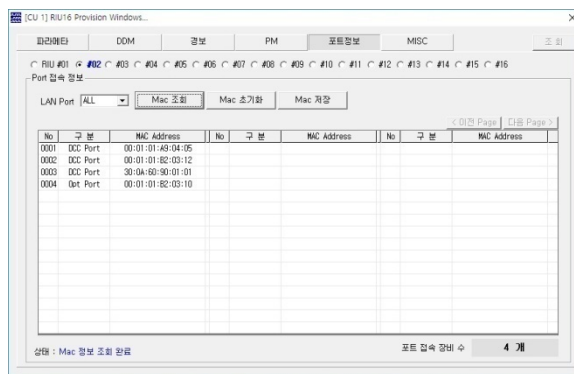 [CU 1] RIU16 Provision Windows...
파라메타 DDM 경보 PM 포트정보 MISC 조 회
RIU #01 #02 #03 #04 #05 #06 #07 #08 #09 #10 #11 #12 #13 #14 #15 #16
Port 접속 정보
LAN Port ALL Mac 조회 Mac 초기화 Mac 저장
< 이전 Page 다음 Page >
No 구 분 MAC Address No 구 분 MAC Address No 구 분 MAC Address
0001 DCC Port 00:01:01:A9:04:05
0002 DCC Port 00:01:01:B2:03:12
0003 DCC Port 30:0A:60:90:01:01
0004 Opt Port 00:01:01:B2:03:10
상태 : Mac 정보 조회 완료 포트 접속 장비 수 4 개